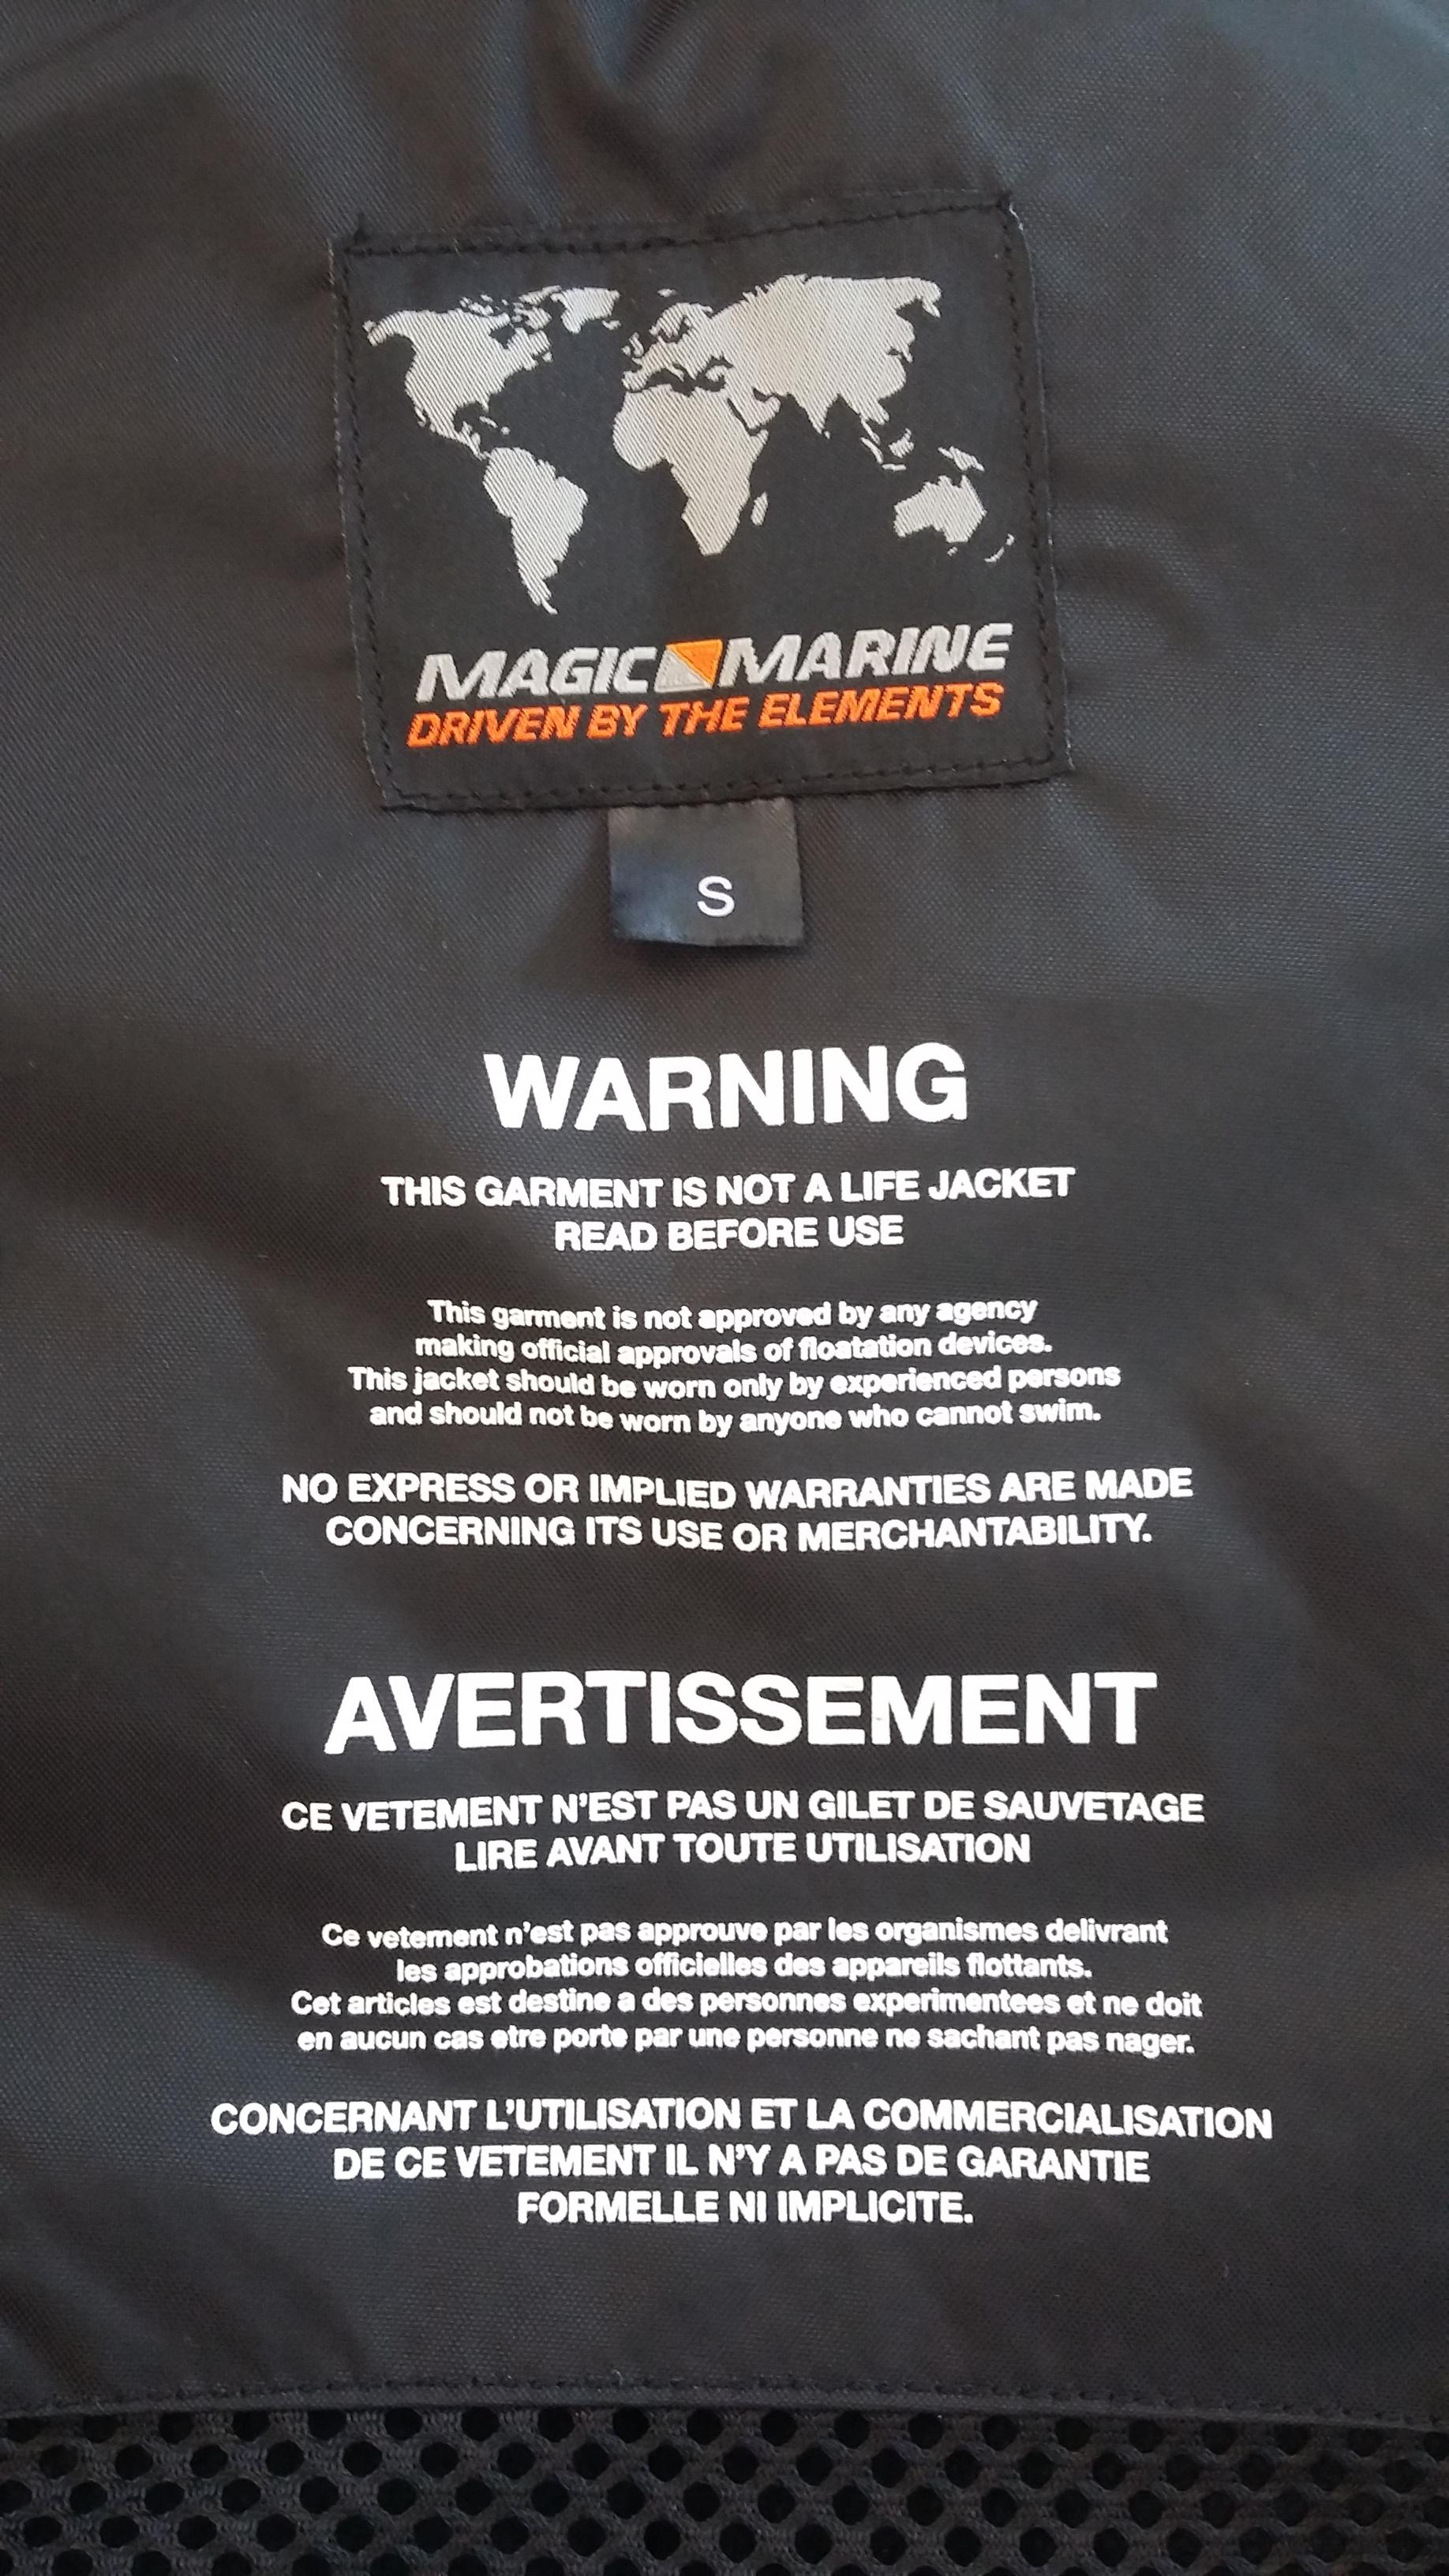 MAGIC MARINE
DRIVEN BY THE ELEMENTS
S
WARNING
THIS GARMENT IS NOT A LIFE JACKET
READ BEFORE USE
This garment is not approved by any agency
making official approvals of floatation devices.
This jacket should be worn only by experienced persons
and should not be worn by anyone who cannot swim.
NO EXPRESS OR IMPLIED WARRANTIES ARE MADE
CONCERNING ITS USE OR MERCHANTABILITY.
AVERTISSEMENT
CE VETEMENT N'EST PAS UN GILET DE SAUVETAGE
LIRE AVANT TOUTE UTILISATION
Ce vetement n'est pas approuve par les organismes delivrant
les approbations officielles des appareils flottants.
Cet articles est destine a des personnes experimentees et ne doit
en aucun cas etre porte par une personne ne sachant pas nager.
CONCERNANT L'UTILISATION ET LA COMMERCIALISATION
DE CE VETEMENT IL N'Y A PAS DE GARANTIE
FORMELLE NI IMPLICITE.